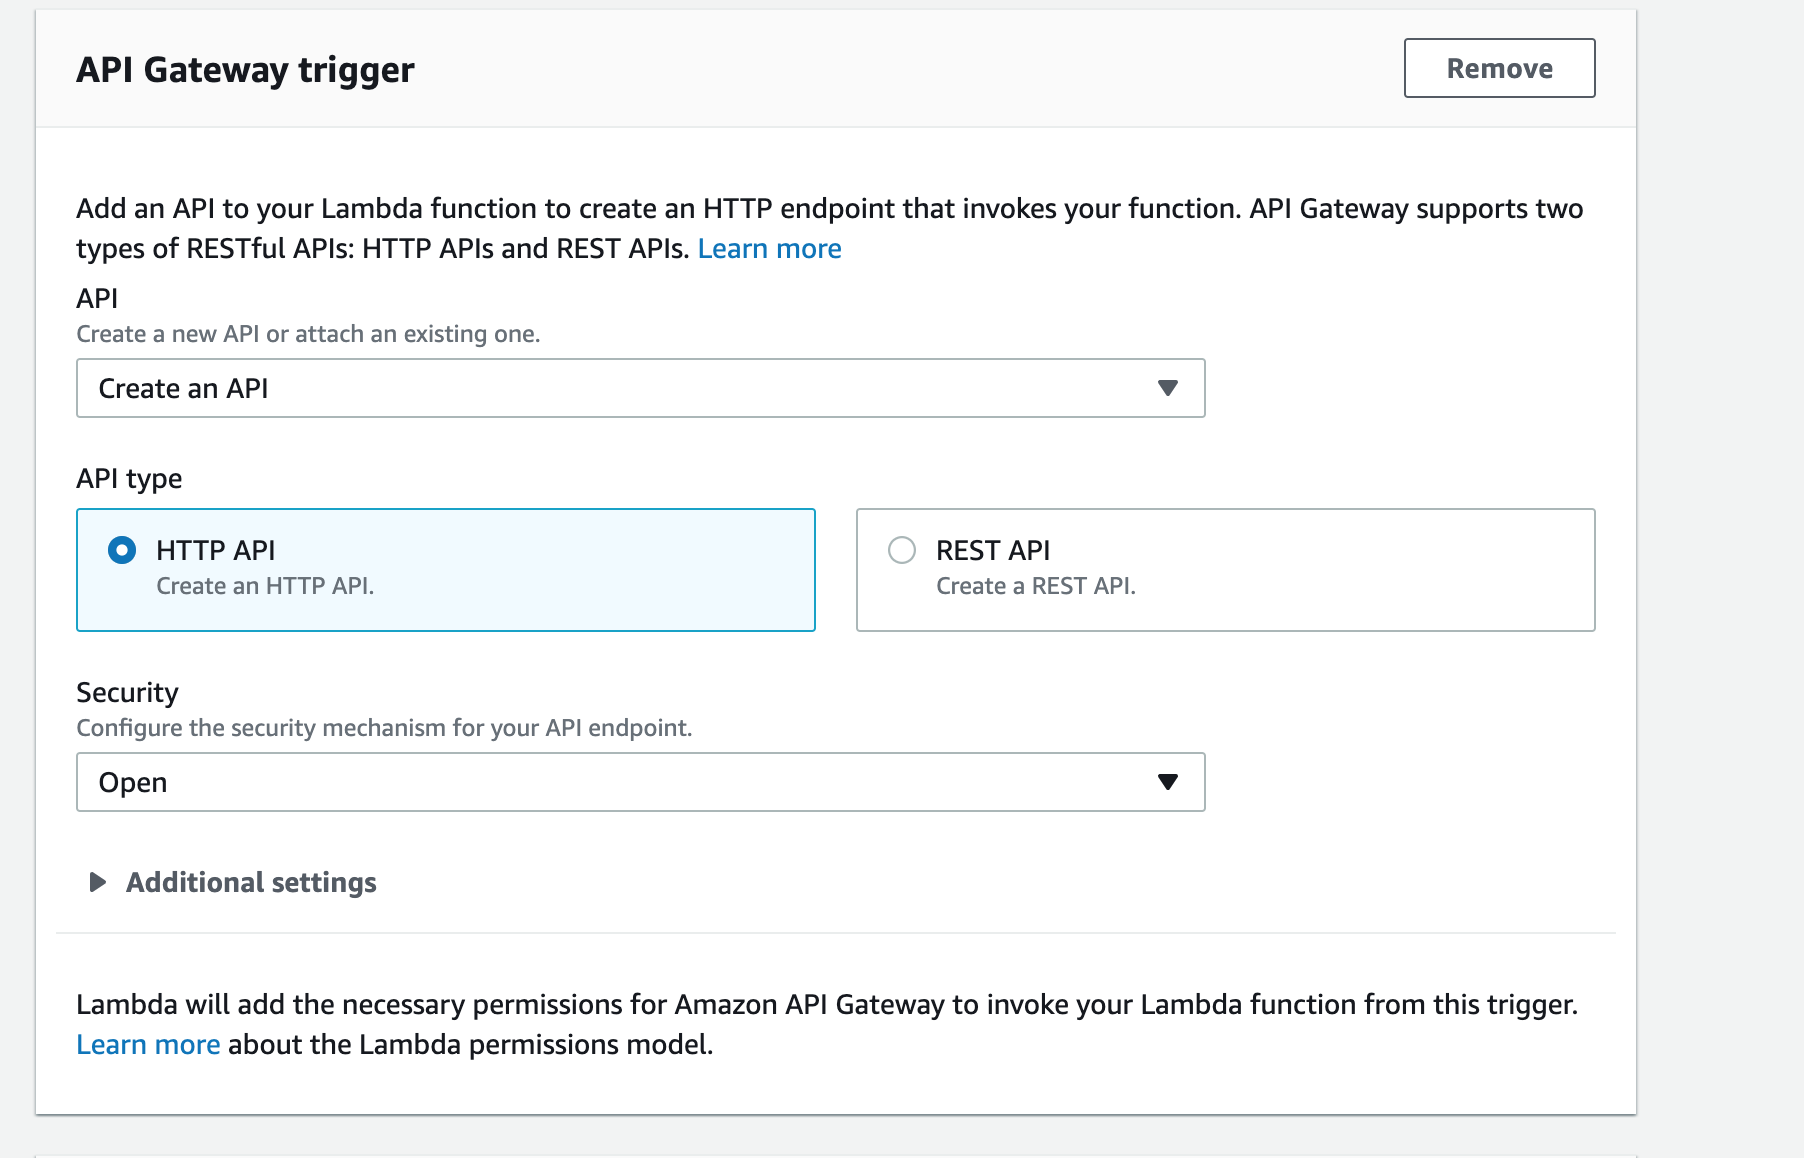 API Gateway trigger
Remove
Add an API to your Lambda function to create an HTTP endpoint that invokes your function. API Gateway supports two
types of RESTful APIs: HTTP APIs and REST APIs. Learn more
API
Create a new API or attach an existing one.
Create an API
API type
HTTP API
Create an HTTP API.
REST API
Create a REST API.
Security
Configure the security mechanism for your API endpoint.
Open
Additional settings
Lambda will add the necessary permissions for Amazon API Gateway to invoke your Lambda function from this trigger.
Learn more about the Lambda permissions model.